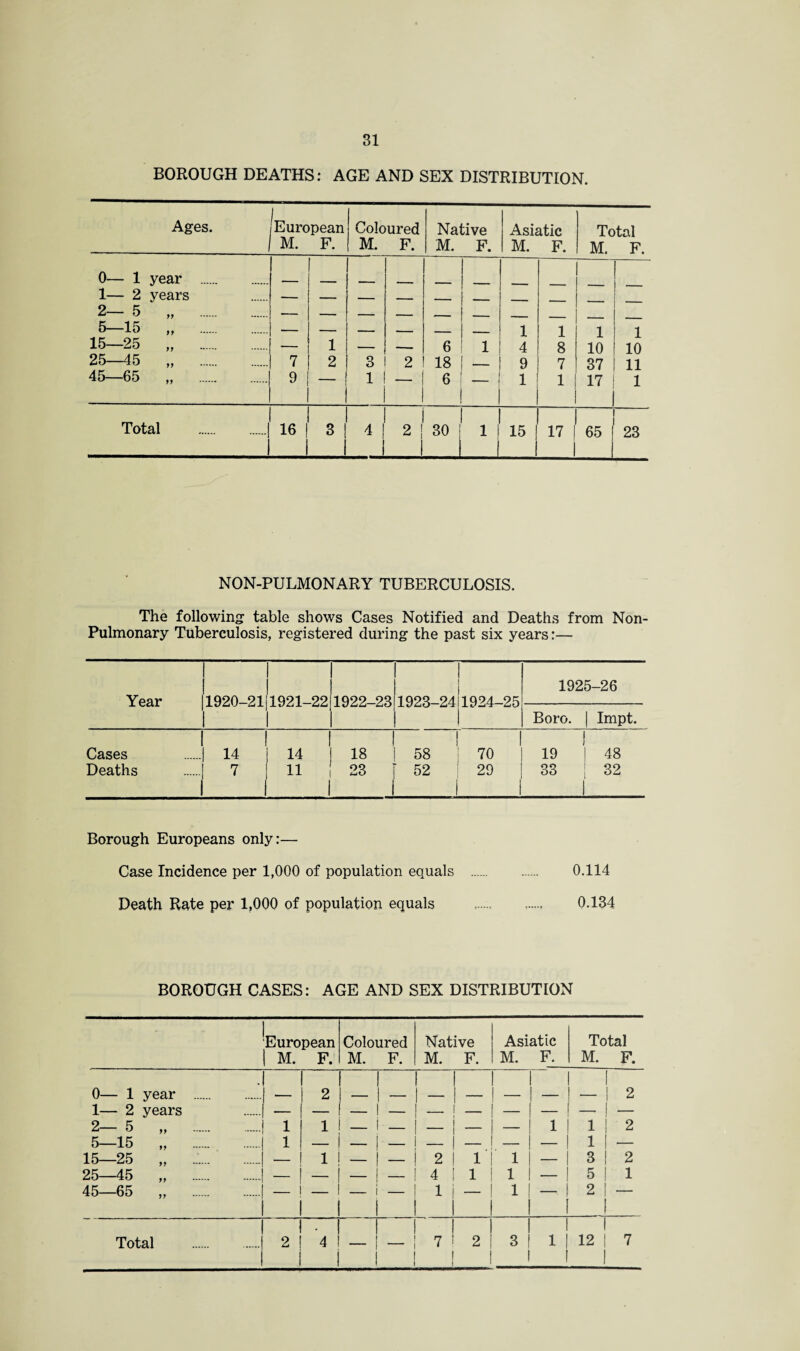 31
BOROUGH DEATHS: AGE AND SEX DISTRIBUTION.
Ages. European Coloured Native Asiatic Total
M. F. M. F. M. F. M. F. M. F.
0— 1 year ...... ...... — — — — — — — — — —
1— 2 years ...... — — — — — — — — — —
2— 5 „ ...... ...... — — — — — — — — — —
5—15 „ ...... ...... — — — — — — 1 1 1 1
15—25 „ ...... ...... — 1 — — 6 1 4 8 10 10
25—45 „ ...... ...... 7 2 3 2 18 — 9 7 37 11
45—65 „ ...... ...... 9 — 1 — 6 — 1 1 17 1
Total ...... ...... 16 3 4 2 30 1 15 17 65 23
NON-PULMONARY TUBERCULOSIS.
The following table shows Cases Notified and Deaths from Non-
Pulmonary Tuberculosis, registered during the past six years:—
Year 1920-21 1921-22 1922-23 1923-24 1924-25 1925-26
Boro. Impt.
Cases ...... 14 14 18 58 70 19 48
Deaths ...... 7 11 23 52 29 33 32
Borough Europeans only:—
Case Incidence per 1,000 of population equals ...... ...... 0.114
Death Rate per 1,000 of population equals ...... ...... 0.134
BOROUGH CASES: AGE AND SEX DISTRIBUTION
European Coloured Native Asiatic Total
M. F. M. F. M. F. M. F. M. F.
0— 1 year ...... ...... — 2 — — — — — — — 2
1— 2 years ...... — — — — — — — — — —
2— 5 „ ...... ...... 1 1 — — — — — 1 1 2
5—15 „ ...... ...... 1 — — — — — — — 1 —
15—25 „ ...... ...... — 1 — — 2 1 1 — 3 2
25—45 „ ...... ...... — — — — 4 1 1 — 5 1
45—65 „ ...... ...... — — — — 1 — 1 — 2 —
Total ...... ...... 2 4 — — 7 2 3 1 12 7